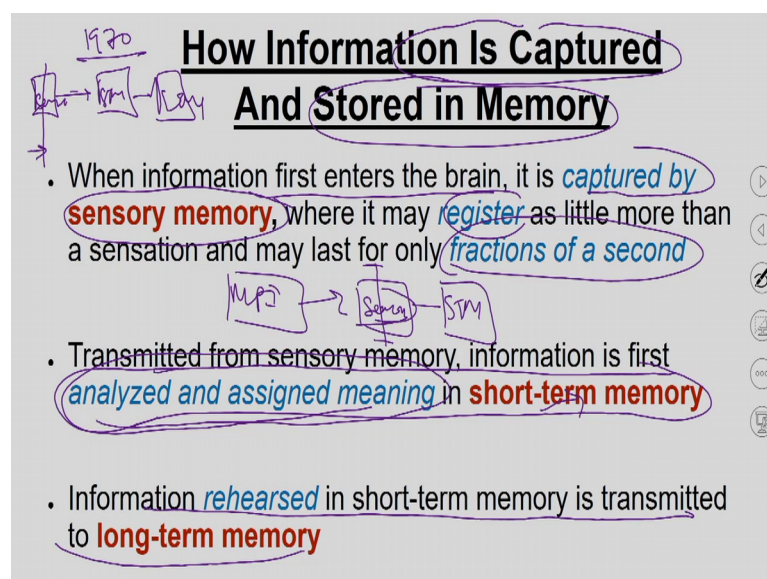 1970
How Information Is Captured
And Stored in Memory
STM
• When information first enters the brain, it is captured by
sensory memory, where it may register as little more than
a sensation and may last for only fractions of a second
STM
• Transmitted from sensory memory, information is first
analyzed and assigned meaning in short-term memory
• Information rehearsed in short-term memory is transmitted
to long-term memory